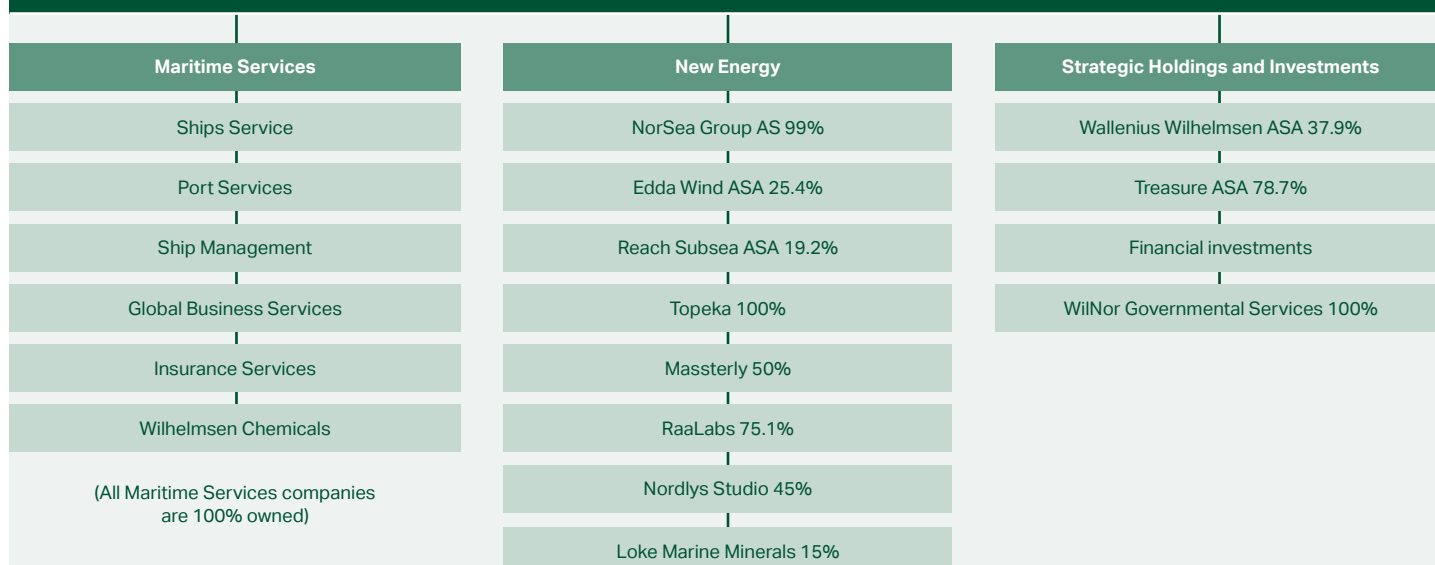 Maritime Services
Ships Service
Port Services
Ship Management
Global Business Services
Insurance Services
Wilhelmsen Chemicals
(All Maritime Services companies
are 100% owned)
New Energy
NorSea Group AS 99%
Edda Wind ASA 25.4%
Reach Subsea ASA 19.2%
Topeka 100%
Massterly 50%
RaaLabs 75.1%
Nordlys Studio 45%
Loke Marine Minerals 15%
Strategic Holdings and Investments
Wallenius Wilhelmsen ASA 37.9%
Treasure ASA 78.7%
Financial investments
WilNor Governmental Services 100%